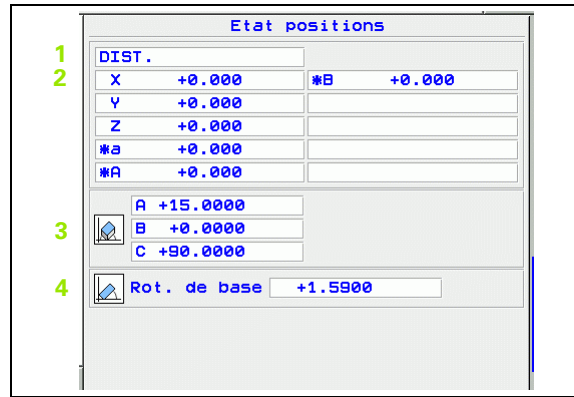 Etat positions
1 DIST.
2 X +0.000 *B +0.000
Y +0.000
Z +0.000
*a +0.000
*A +0.000
A +15.0000
3 B +0.0000
C +90.0000
4 Rot. de base +1.5900